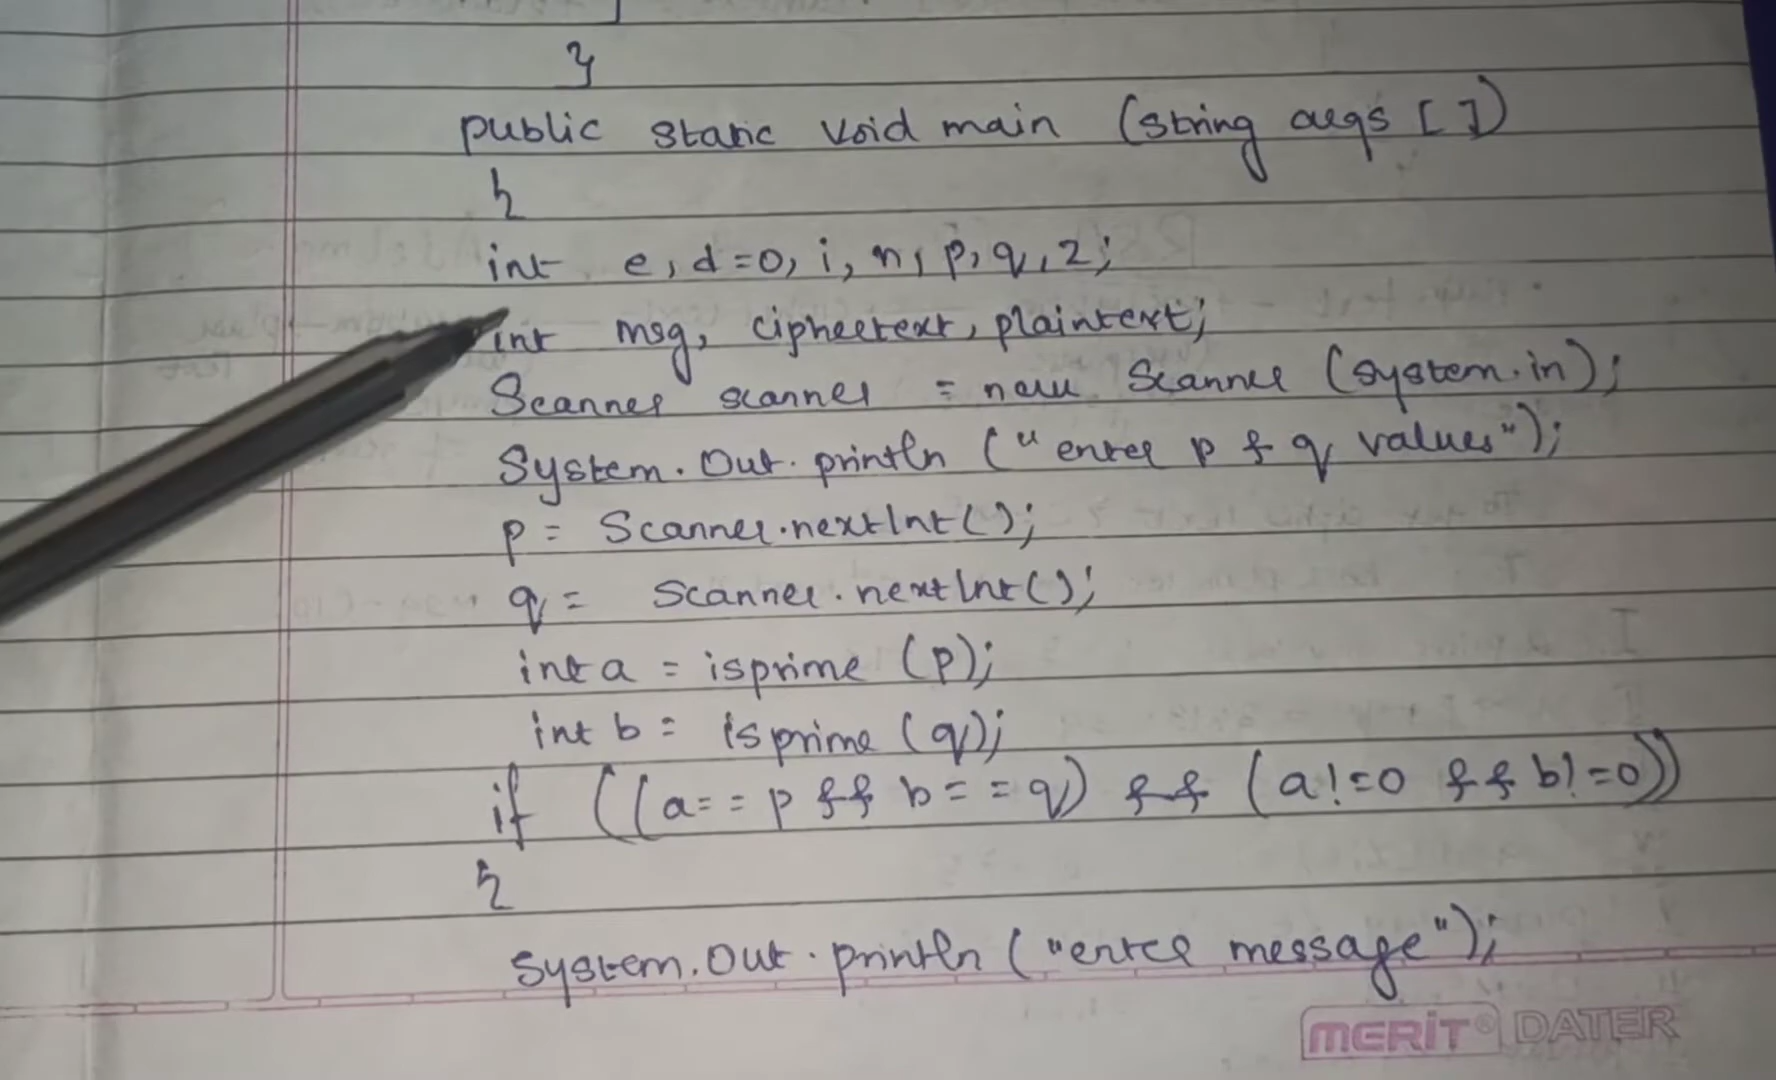 }
public static void main (string args [ ])
{
int e, d=0, i, n, p, q, z;
int msg, ciphertext, plaintext;
Scanner scanner = new Scanner (system.in);
System.Out.println ("enter p & q values");
p = Scanner.nextInt();
q = Scanner.nextInt();
int a = isprime (p);
int b = isprime (q);
if ((a==p && b==q) && (a!=0 && b!=0))
{
System.Out.println ("enter message");
MERIT® DATER